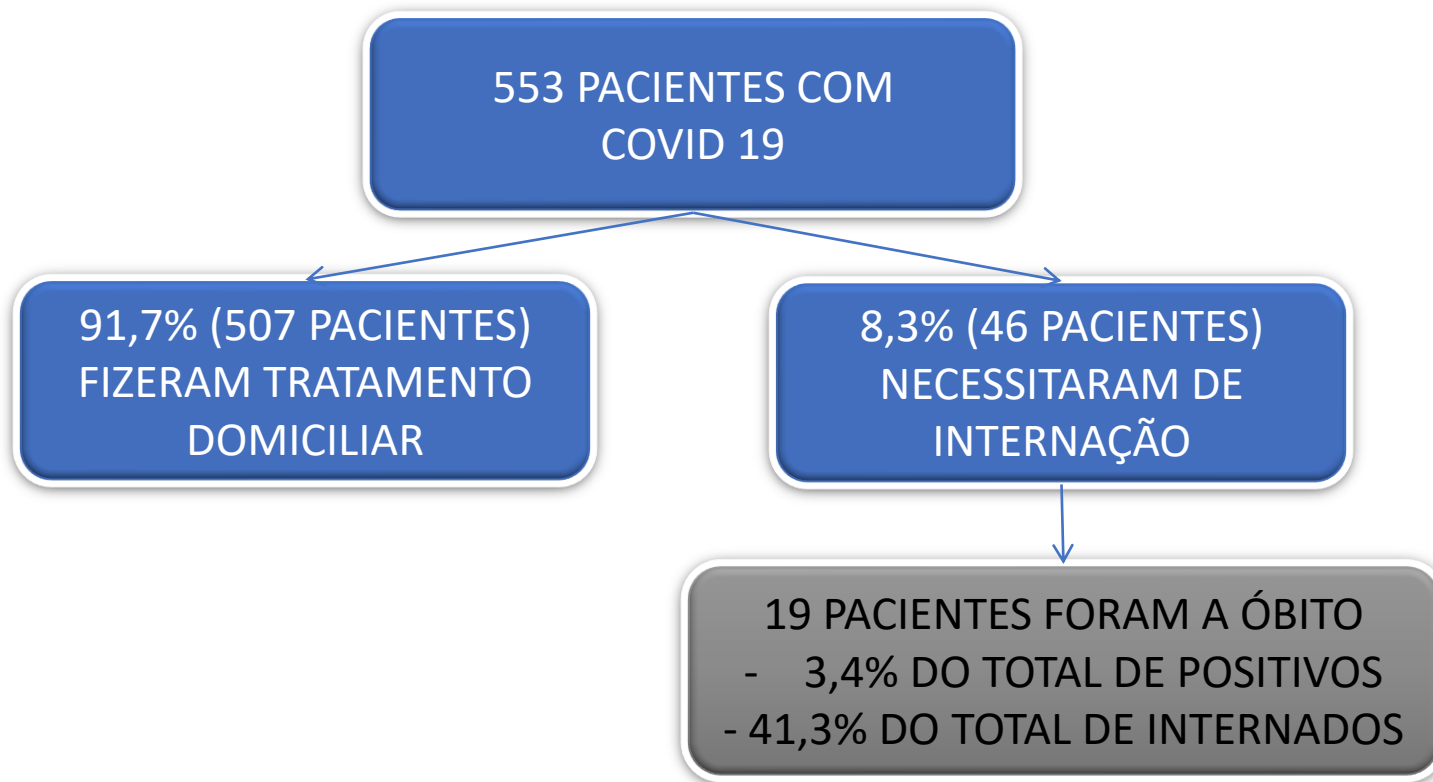 553 PACIENTES COM
COVID 19
91,7% (507 PACIENTES)
FIZERAM TRATAMENTO
DOMICILIAR
8,3% (46 PACIENTES)
NECESSITARAM DE
INTERNAÇÃO
19 PACIENTES FORAM A ÓBITO
- 3,4% DO TOTAL DE POSITIVOS
- 41,3% DO TOTAL DE INTERNADOS